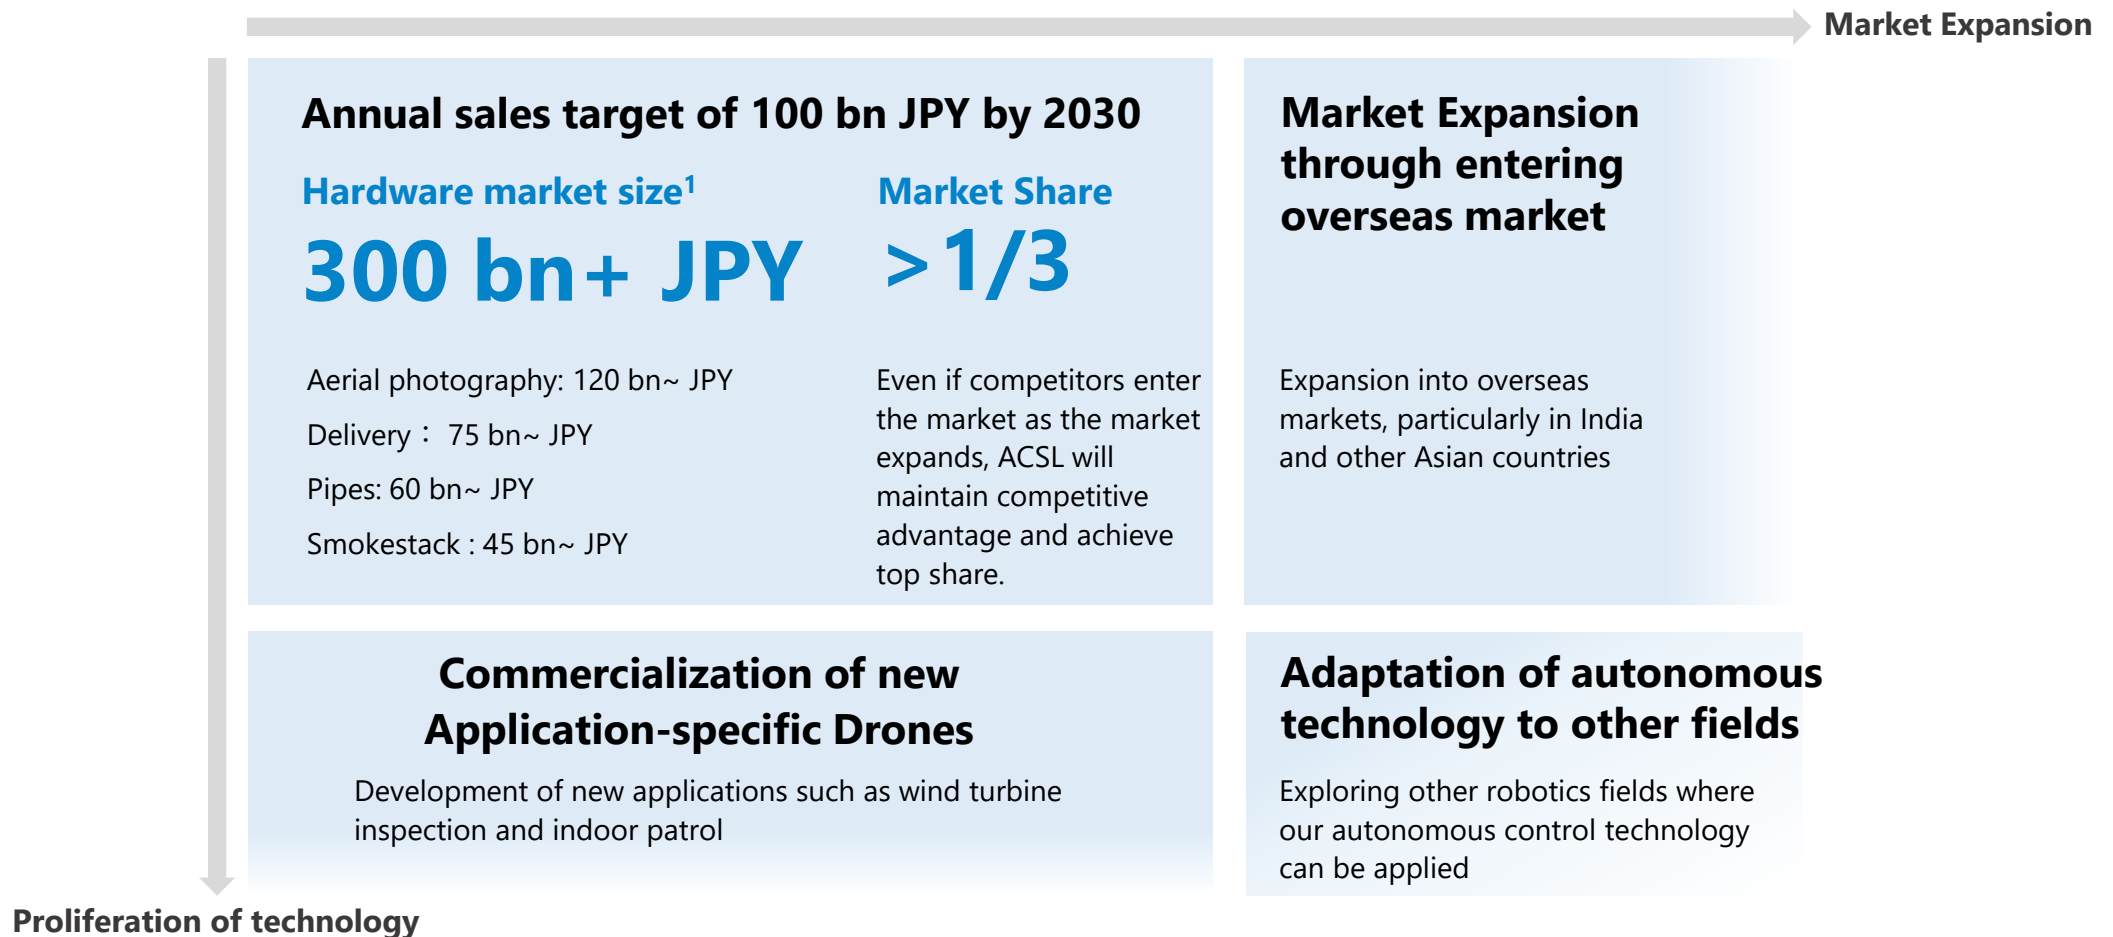 Market Expansion
Annual sales target of 100 bn JPY by 2030
Hardware market size1
300 bn+ JPY
Aerial photography: 120 bn~ JPY
Delivery： 75 bn~ JPY
Pipes: 60 bn~ JPY
Smokestack : 45 bn~ JPY
Market Share
>1/3
Even if competitors enter
the market as the market
expands, ACSL will
maintain competitive
advantage and achieve
top share.
Market Expansion
through entering
overseas market
Expansion into overseas
markets, particularly in India
and other Asian countries
Commercialization of new
Application-specific Drones
Development of new applications such as wind turbine
inspection and indoor patrol
Adaptation of autonomous
technology to other fields
Exploring other robotics fields where
our autonomous control technology
can be applied
Proliferation of technology